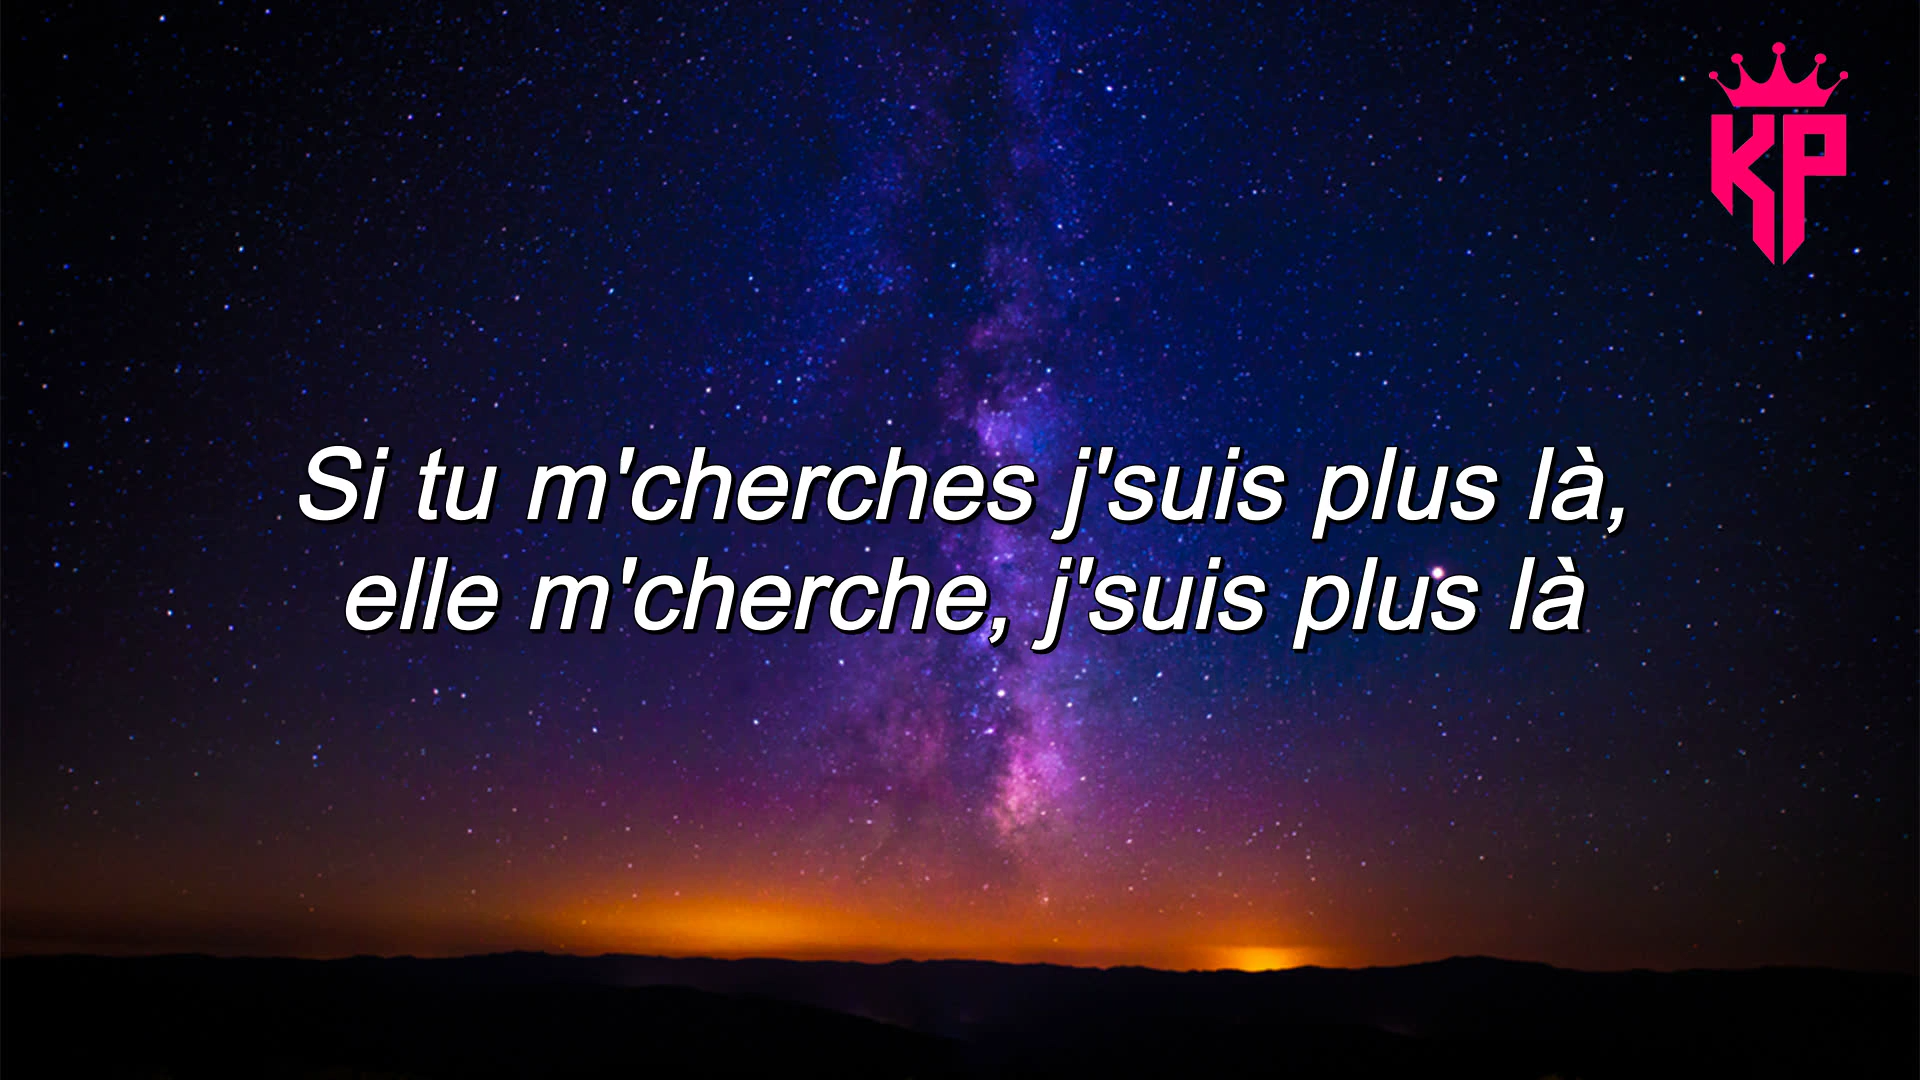 KP
Si tu m'cherches j'suis plus là,
elle m'cherche, j'suis plus là